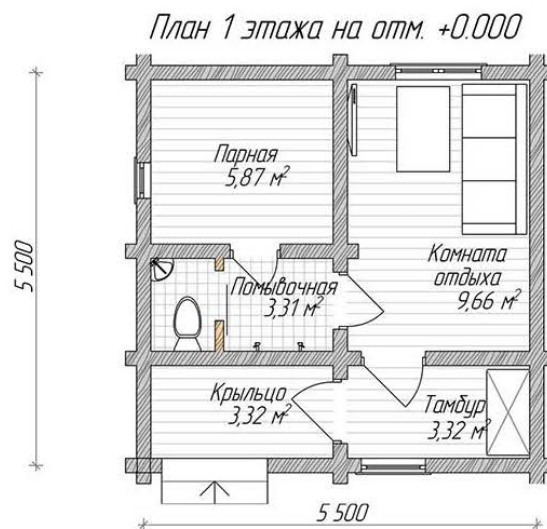 План 1 этажа на отм. +0.000
Парная
5,87 м²
Комната
отдыха
9,66 м²
Помывочная
3,31 м²
Крыльцо
3,32 м²
Тамбур
3,32 м²
5 500
5 500